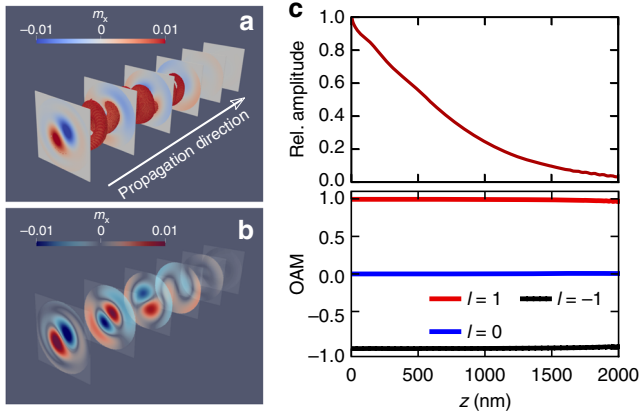 a
mx
−0.01 0 0.01
Propagation direction
b
mx
−0.01 0 0.01
c
Rel. amplitude
1.0
0.8
0.6
0.4
0.2
0.0
OAM
1.0
0.5
0.0
−0.5
−1.0
l = 1
l = −1
l = 0
0 500 1000 1500 2000
z (nm)